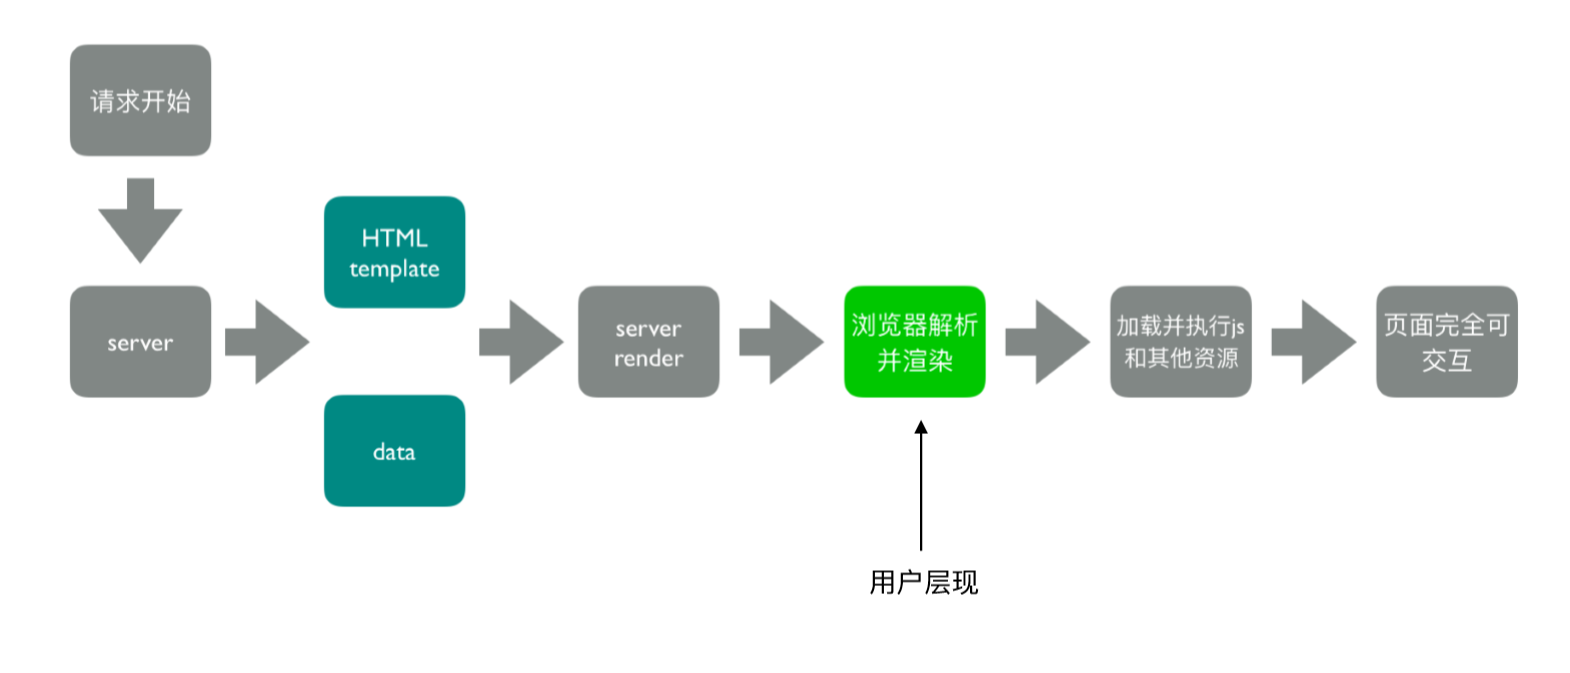 请求开始
server
HTML
template
data
server
render
浏览器解析
并渲染
加载并执行js
和其他资源
页面完全可
交互
用户层现